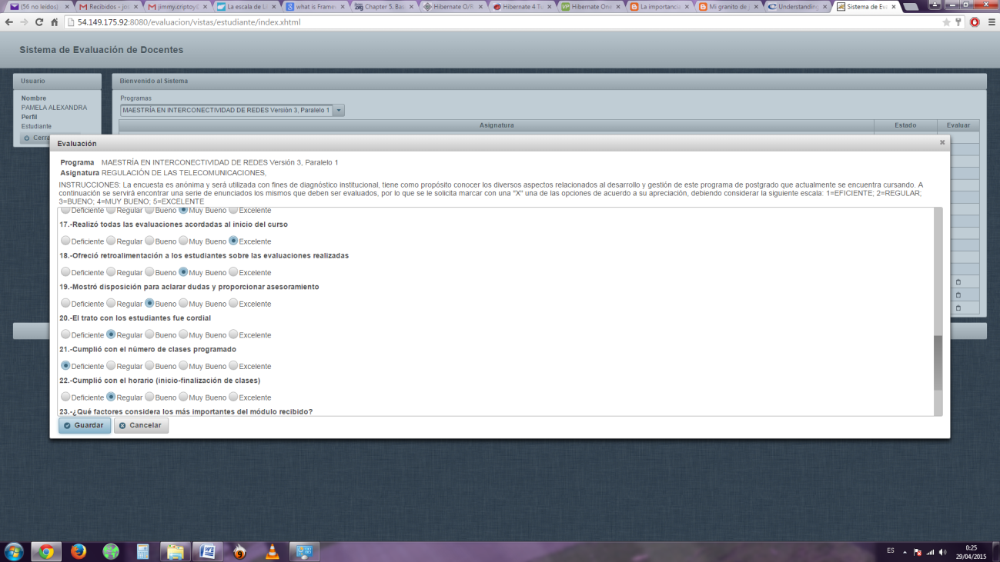 (56 no leidos)
Recibidos - jos
jimmy.criptoy@
La escala de Li
what is Framew
Chapter 5. Bas
Hibernate O/R
Hibernate 4 Tu
Hibernate One
La importancia
Mi granito de
Understanding
Sistema de Eva
54.149.175.92:8080/evaluacion/vistas/estudiante/index.xhtml
Sistema de Evaluación de Docentes
Usuario
Nombre
PAMELA ALEXANDRA
Perfil
Estudiante
Cerra
Bienvenido al Sistema
Programas
MAESTRÍA EN INTERCONECTIVIDAD DE REDES Versión 3, Paralelo 1
Asignatura Estado Evaluar
Evaluación
Programa MAESTRÍA EN INTERCONECTIVIDAD DE REDES Versión 3, Paralelo 1
Asignatura REGULACIÓN DE LAS TELECOMUNICACIONES,
INSTRUCCIONES: La encuesta es anónima y será utilizada con fines de diagnóstico institucional, tiene como propósito conocer los diversos aspectos relacionados al desarrollo y gestión de este programa de postgrado que actualmente se encuentra cursando. A
continuación se servirá encontrar una serie de enunciados los mismos que deben ser evaluados, por lo que se le solicita marcar con una "X" una de las opciones de acuerdo a su apreciación, debiendo considerar la siguiente escala: 1=EFICIENTE; 2=REGULAR;
3=BUENO; 4=MUY BUENO; 5=EXCELENTE
Deficiente Regular Bueno Muy Bueno Excelente
17.-Realizó todas las evaluaciones acordadas al inicio del curso
Deficiente Regular Bueno Muy Bueno Excelente
18.-Ofreció retroalimentación a los estudiantes sobre las evaluaciones realizadas
Deficiente Regular Bueno Muy Bueno Excelente
19.-Mostró disposición para aclarar dudas y proporcionar asesoramiento
Deficiente Regular Bueno Muy Bueno Excelente
20.-El trato con los estudiantes fue cordial
Deficiente Regular Bueno Muy Bueno Excelente
21.-Cumplió con el número de clases programado
Deficiente Regular Bueno Muy Bueno Excelente
22.-Cumplió con el horario (inicio-finalización de clases)
Deficiente Regular Bueno Muy Bueno Excelente
23.-¿Qué factores considera los más importantes del módulo recibido?
Guardar Cancelar
ES
0:25
29/04/2015